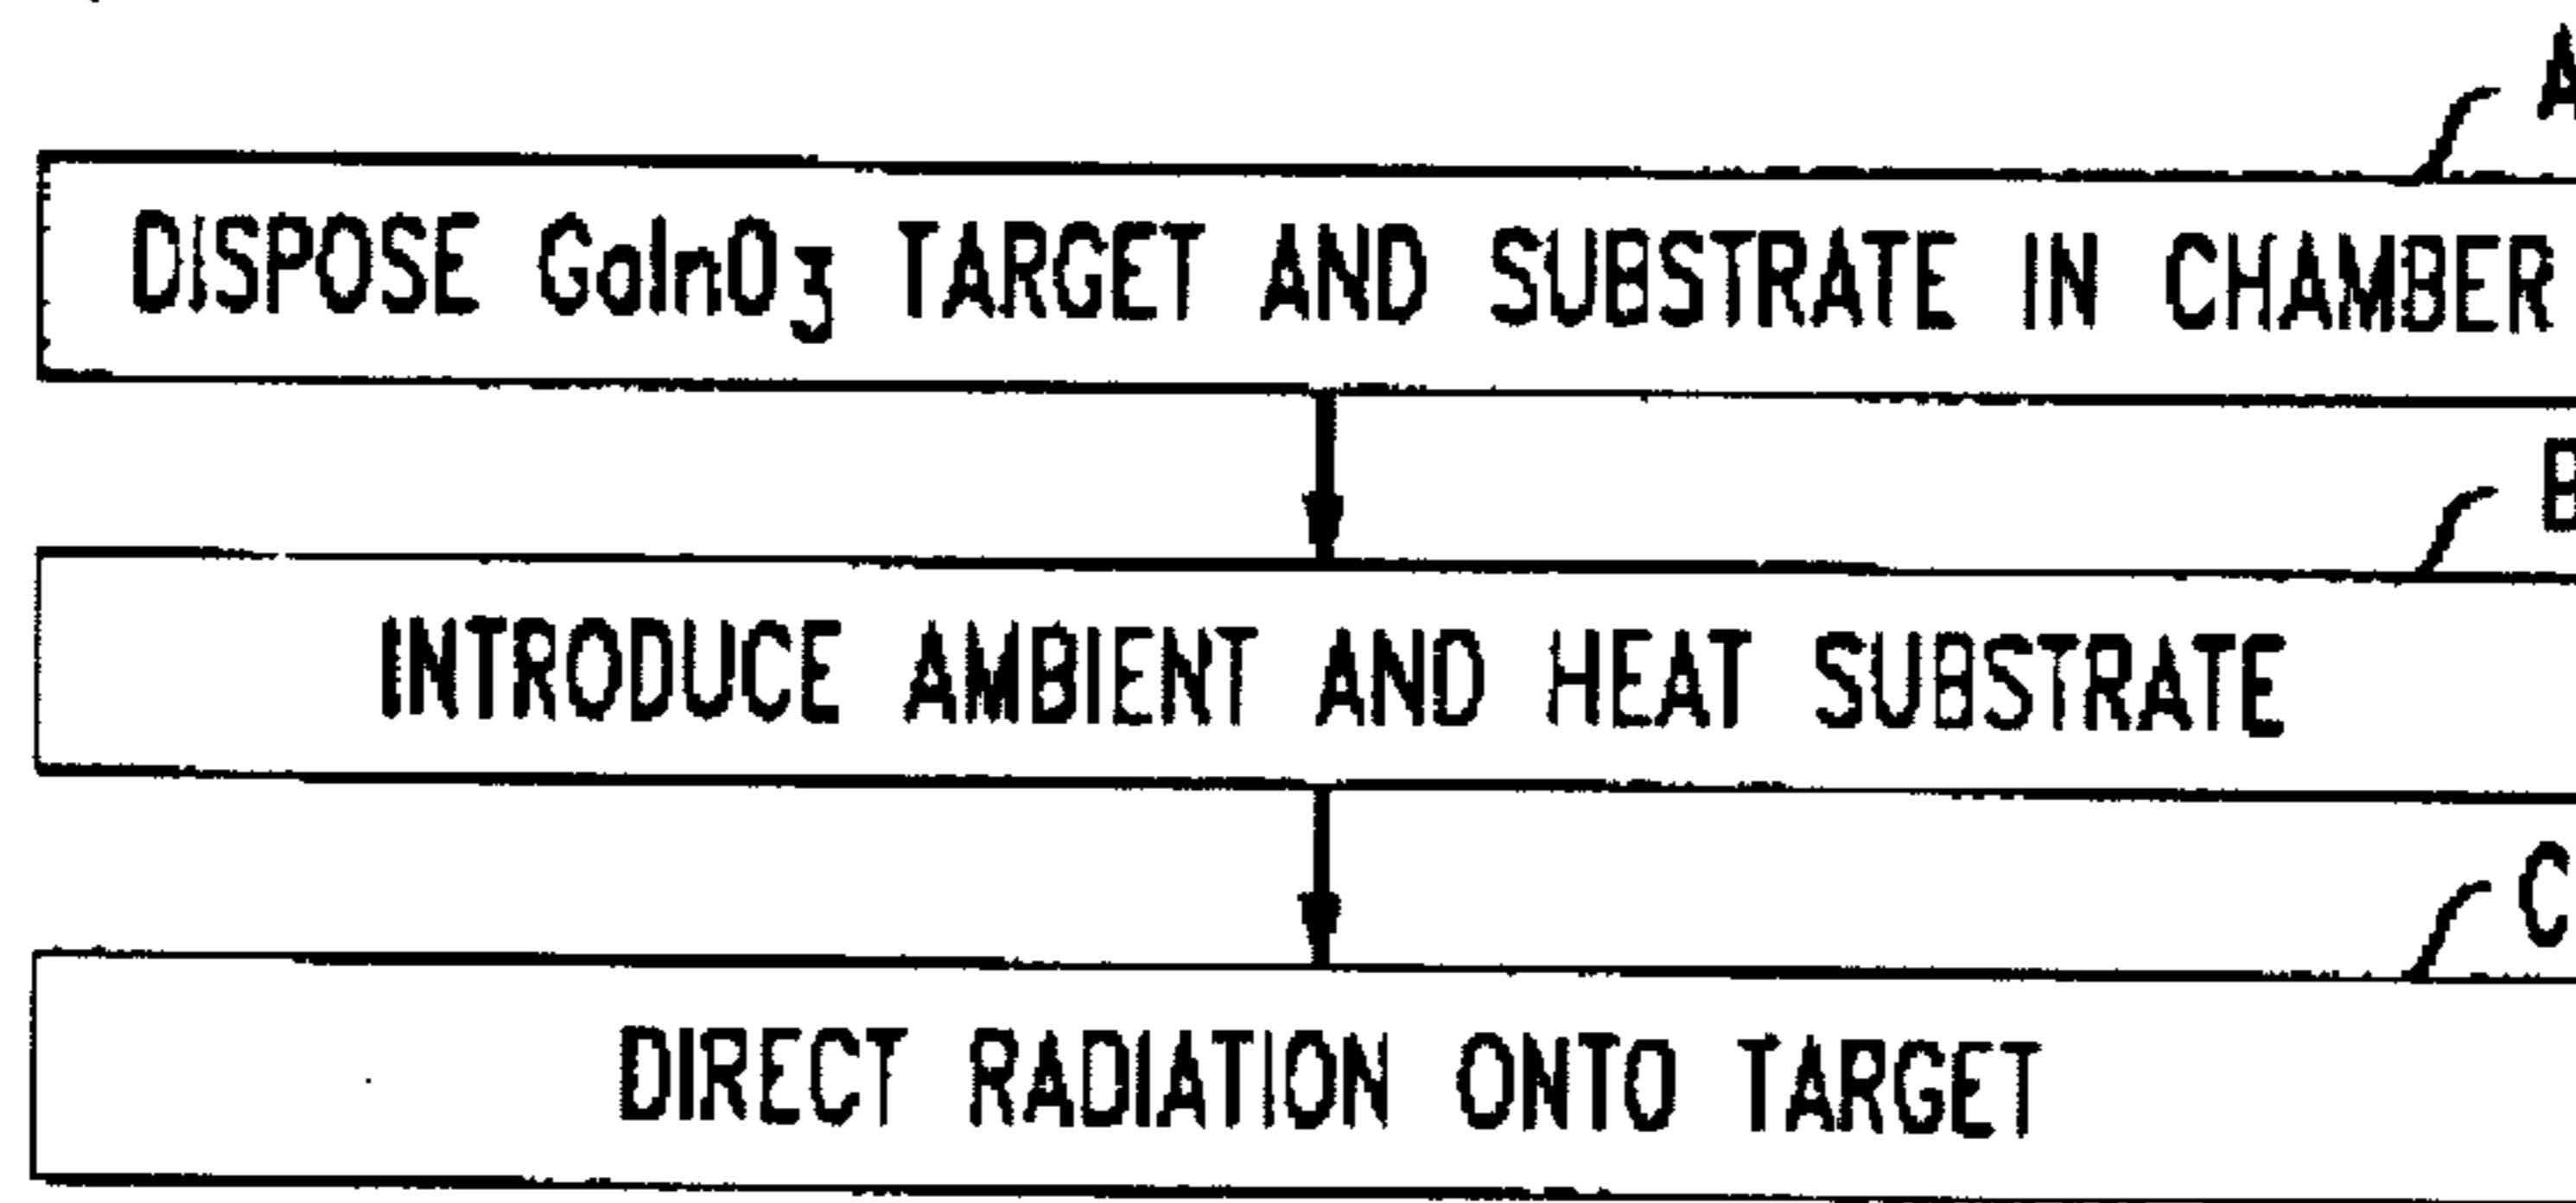 A
DISPOSE GaInO3 TARGET AND SUBSTRATE IN CHAMBER
B
INTRODUCE AMBIENT AND HEAT SUBSTRATE
C
DIRECT RADIATION ONTO TARGET